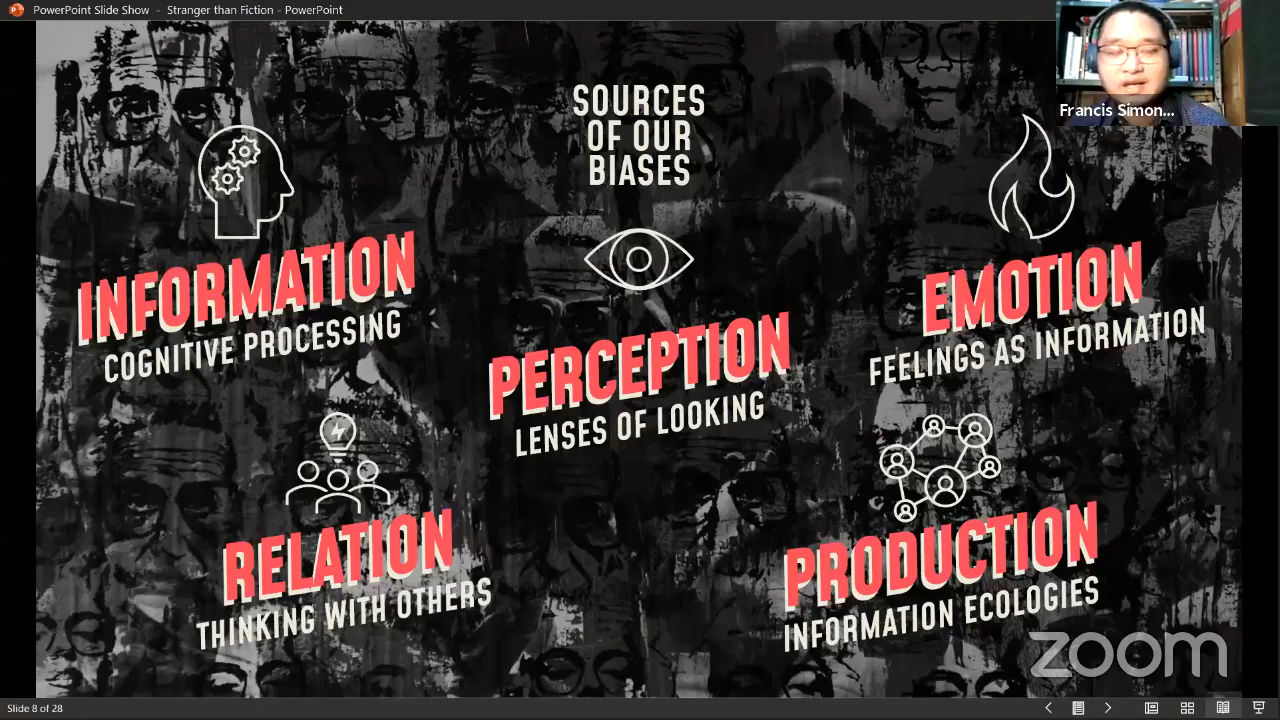 PowerPoint Slide Show - Stranger than Fiction - PowerPoint
Francis Simon...
SOURCES
OF OUR
BIASES
INFORMATION
COGNITIVE PROCESSING
PERCEPTION
LENSES OF LOOKING
EMOTION
FEELINGS AS INFORMATION
RELATION
THINKING WITH OTHERS
PRODUCTION
INFORMATION ECOLOGIES
zoom
Slide 8 of 28